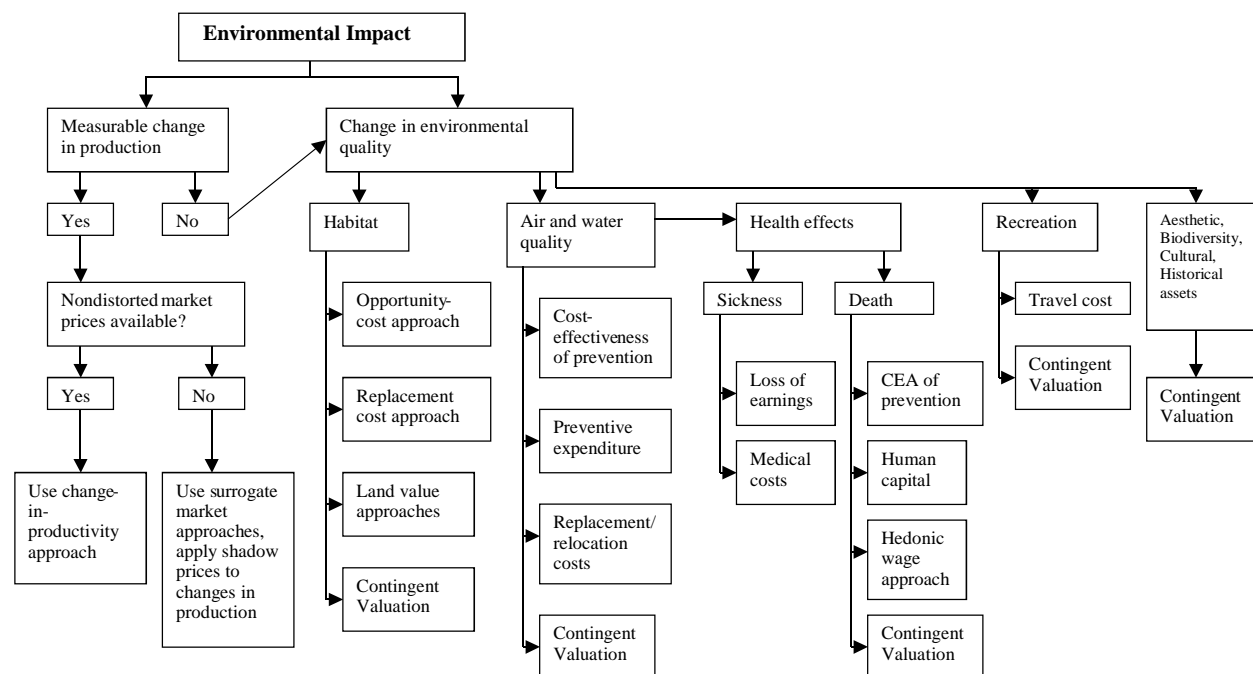 Environmental Impact
Measurable change
in production
Change in environmental
quality
Yes
No
Habitat
Air and water
quality
Health effects
Recreation
Aesthetic,
Biodiversity,
Cultural,
Historical
assets
Nondistorted market
prices available?
Opportunity-
cost approach
Cost-
effectiveness
of prevention
Sickness
Death
Travel cost
Yes
No
Replacement
cost approach
Preventive
expenditure
Loss of
earnings
CEA of
prevention
Contingent
Valuation
Contingent
Valuation
Use change-
in-
productivity
approach
Use surrogate
market
approaches,
apply shadow
prices to
changes in
production
Land value
approaches
Replacement/
relocation
costs
Medical
costs
Human
capital
Hedonic
wage
approach
Contingent
Valuation
Contingent
Valuation
Contingent
Valuation